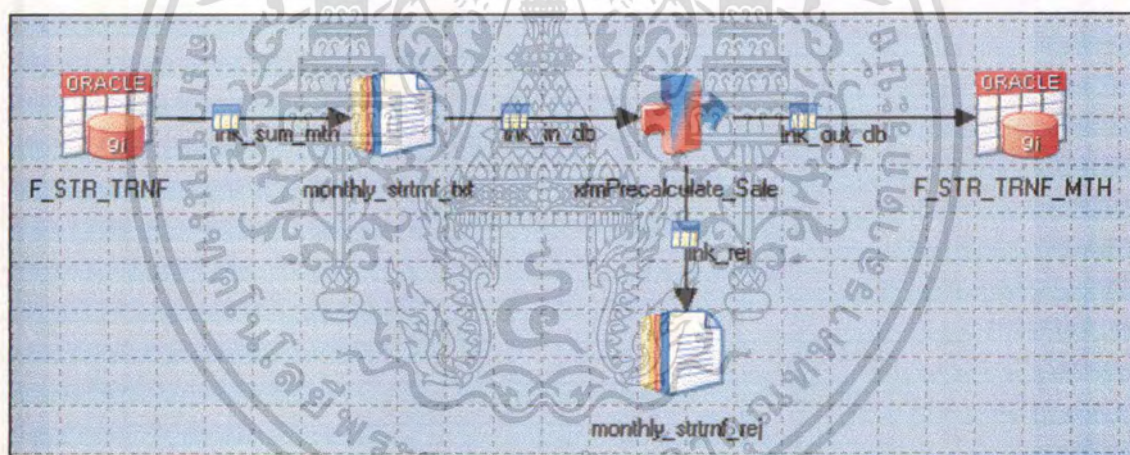 ORACLE
9i
F_STR_TRNF
lnk_sum_mth
monthly_strtrnf_txt
lnk_in_db
xfmPrecalculate_Sale
lnk_out_db
ORACLE
9i
F_STR_TRNF_MTH
lnk_rej
monthly_strtrnf_rej